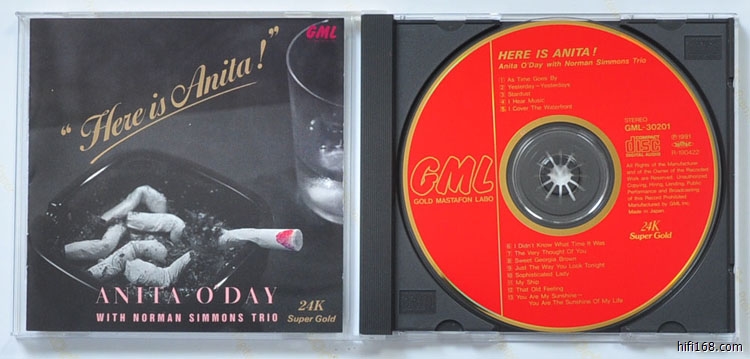 GML
“Here is Anita!”
ANITA O'DAY
WITH NORMAN SIMMONS TRIO
24K
Super Gold
HERE IS ANITA !
Anita O'Day with Norman Simmons Trio
① As Time Goes By
② Yesterday—Yesterdays
③ Stardust
④ I Hear Music
⑤ I Cover The Waterfront
STEREO
GML-30201
COMPACT
disc
DIGITAL AUDIO
Ⓟ1991
R-190422
GML
GOLD MASTAFON LABO
All Rights of the Manufacturer
and of the Owner of the Recorded
Work are Reserved. Unauthorized
Copying, Hiring, Lending Public
Performance and Broadcasting
of this Record Prohibited
Manufactured by GML Inc.
Made in Japan.
24K
Super Gold
⑥ I Didn't Know What Time It Was
⑦ The Very Thought Of You
⑧ Sweet Georgia Brown
⑨ Just The Way You Look Tonight
⑩ Sophisticated Lady
⑪ My Ship
⑫ That Old Feeling
⑬ You Are My Sunshine—
You Are The Sunshine Of My Life
hifi168.com